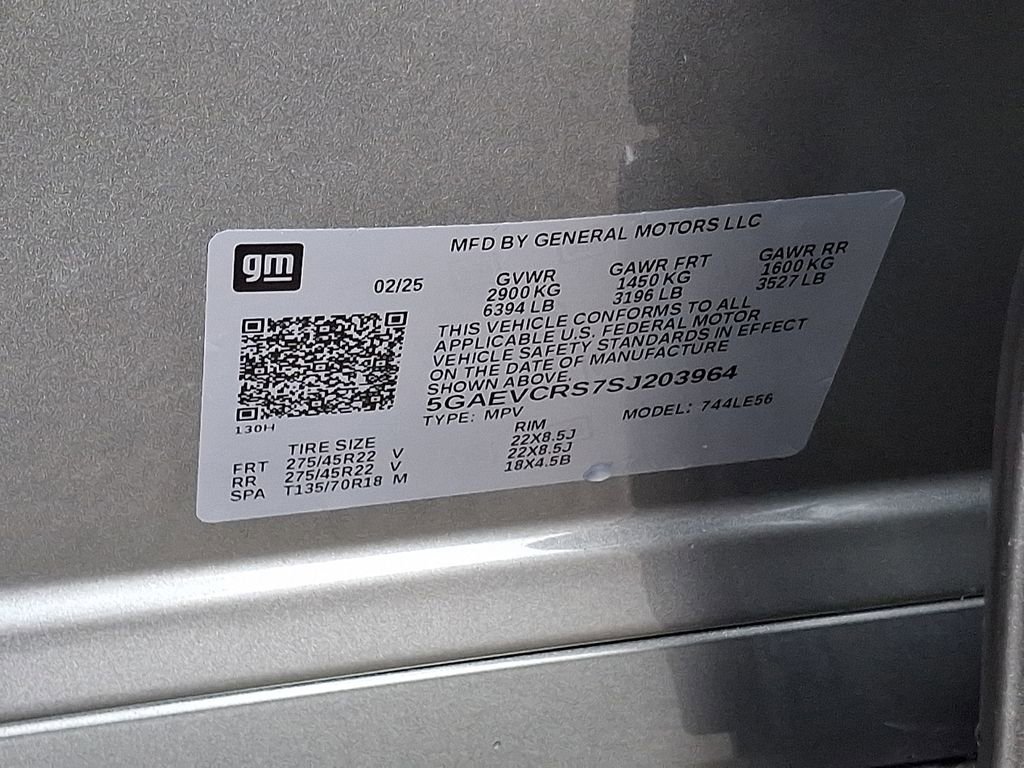 gm
MFD BY GENERAL MOTORS LLC
02/25
GVWR
2900 KG
6394 LB
GAWR FRT
1450 KG
3196 LB
GAWR RR
1600 KG
3527 LB
THIS VEHICLE CONFORMS TO ALL
APPLICABLE U.S. FEDERAL MOTOR
VEHICLE SAFETY STANDARDS IN EFFECT
ON THE DATE OF MANUFACTURE
SHOWN ABOVE.
5GAEVCRS7SJ203964
TYPE: MPV MODEL: 744LE56
130H
TIRE SIZE RIM
FRT 275/45R22 V 22X8.5J
RR 275/45R22 V 22X8.5J
SPA T135/70R18 M 18X4.5B